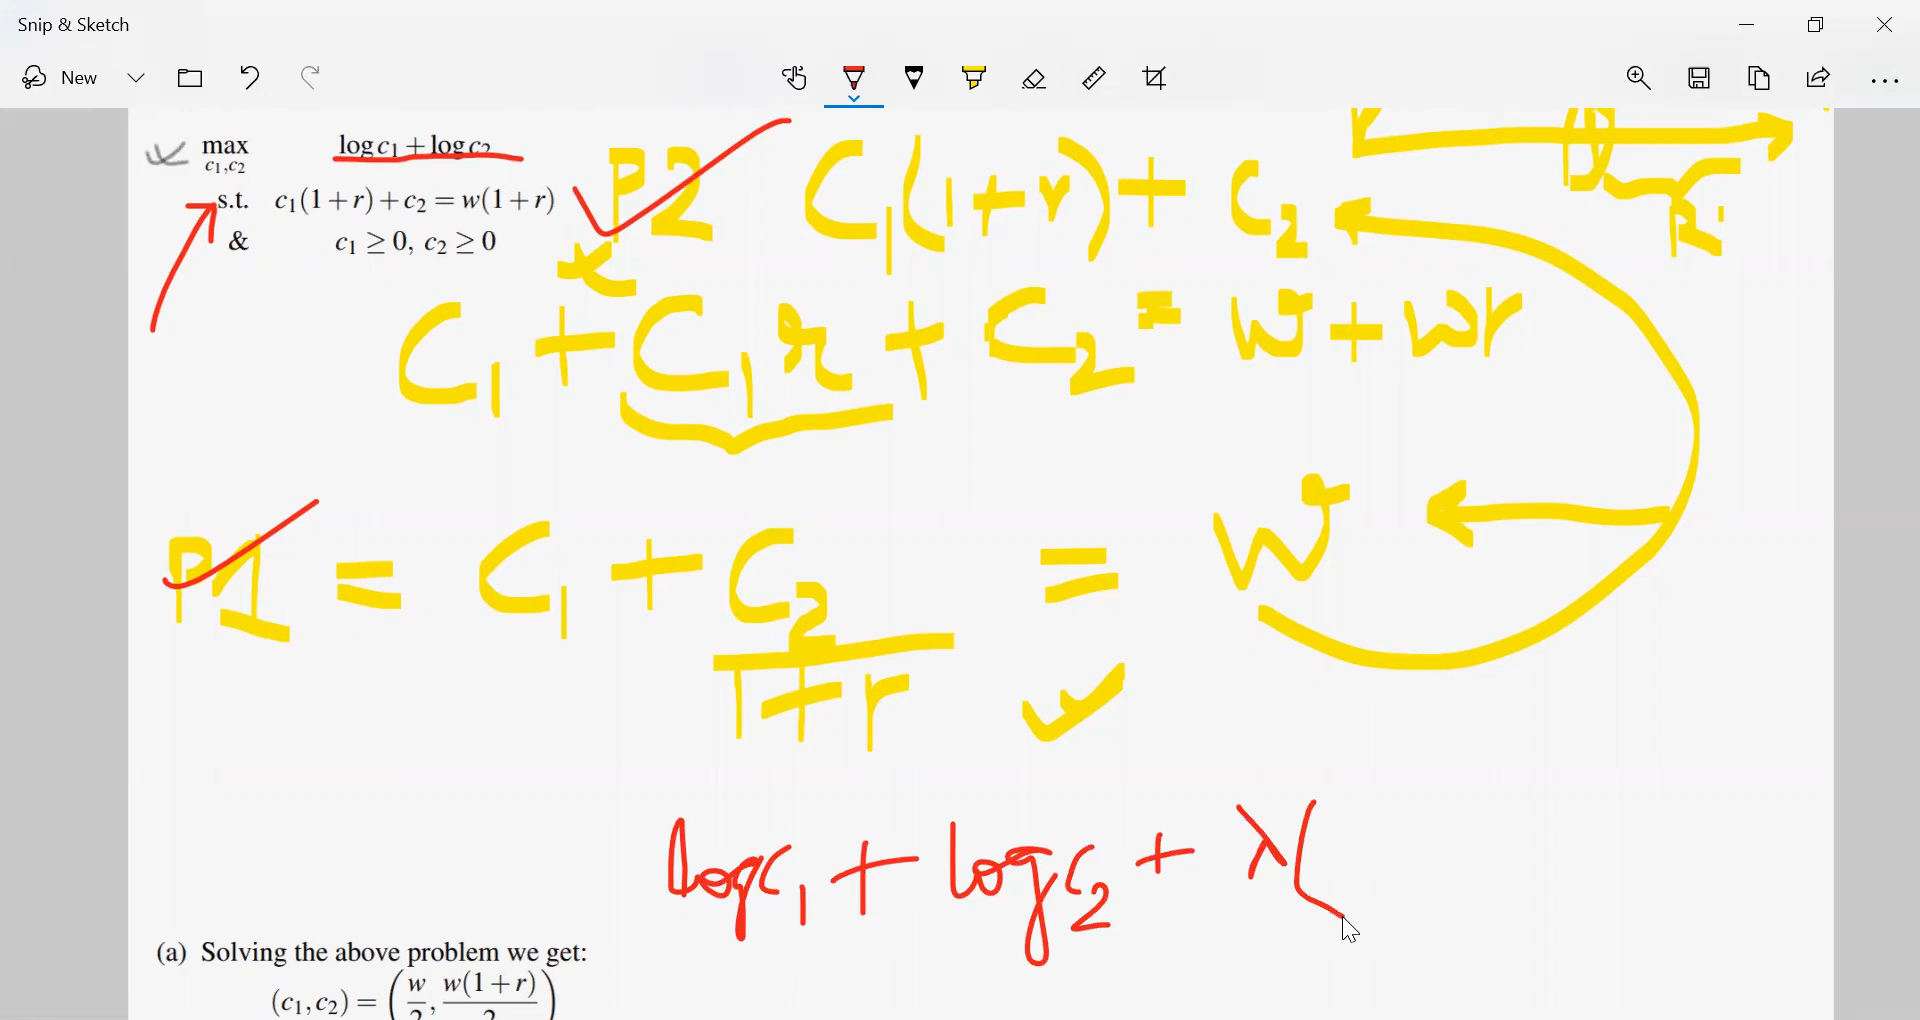 Snip & Sketch
New
max log c₁ + log c₂
c₁,c₂
s.t. c₁(1+r) + c₂ = w(1+r)
& c₁ ≥ 0, c₂ ≥ 0
P2 C₁(1+r) + C₂
C₁ + C₁r + C₂ = w + wr
P1 = C₁ + C₂/1+r = w
log c₁ + log c₂ + λ(
(a) Solving the above problem we get:
(c₁,c₂) = (w/2, w(1+r)/2)